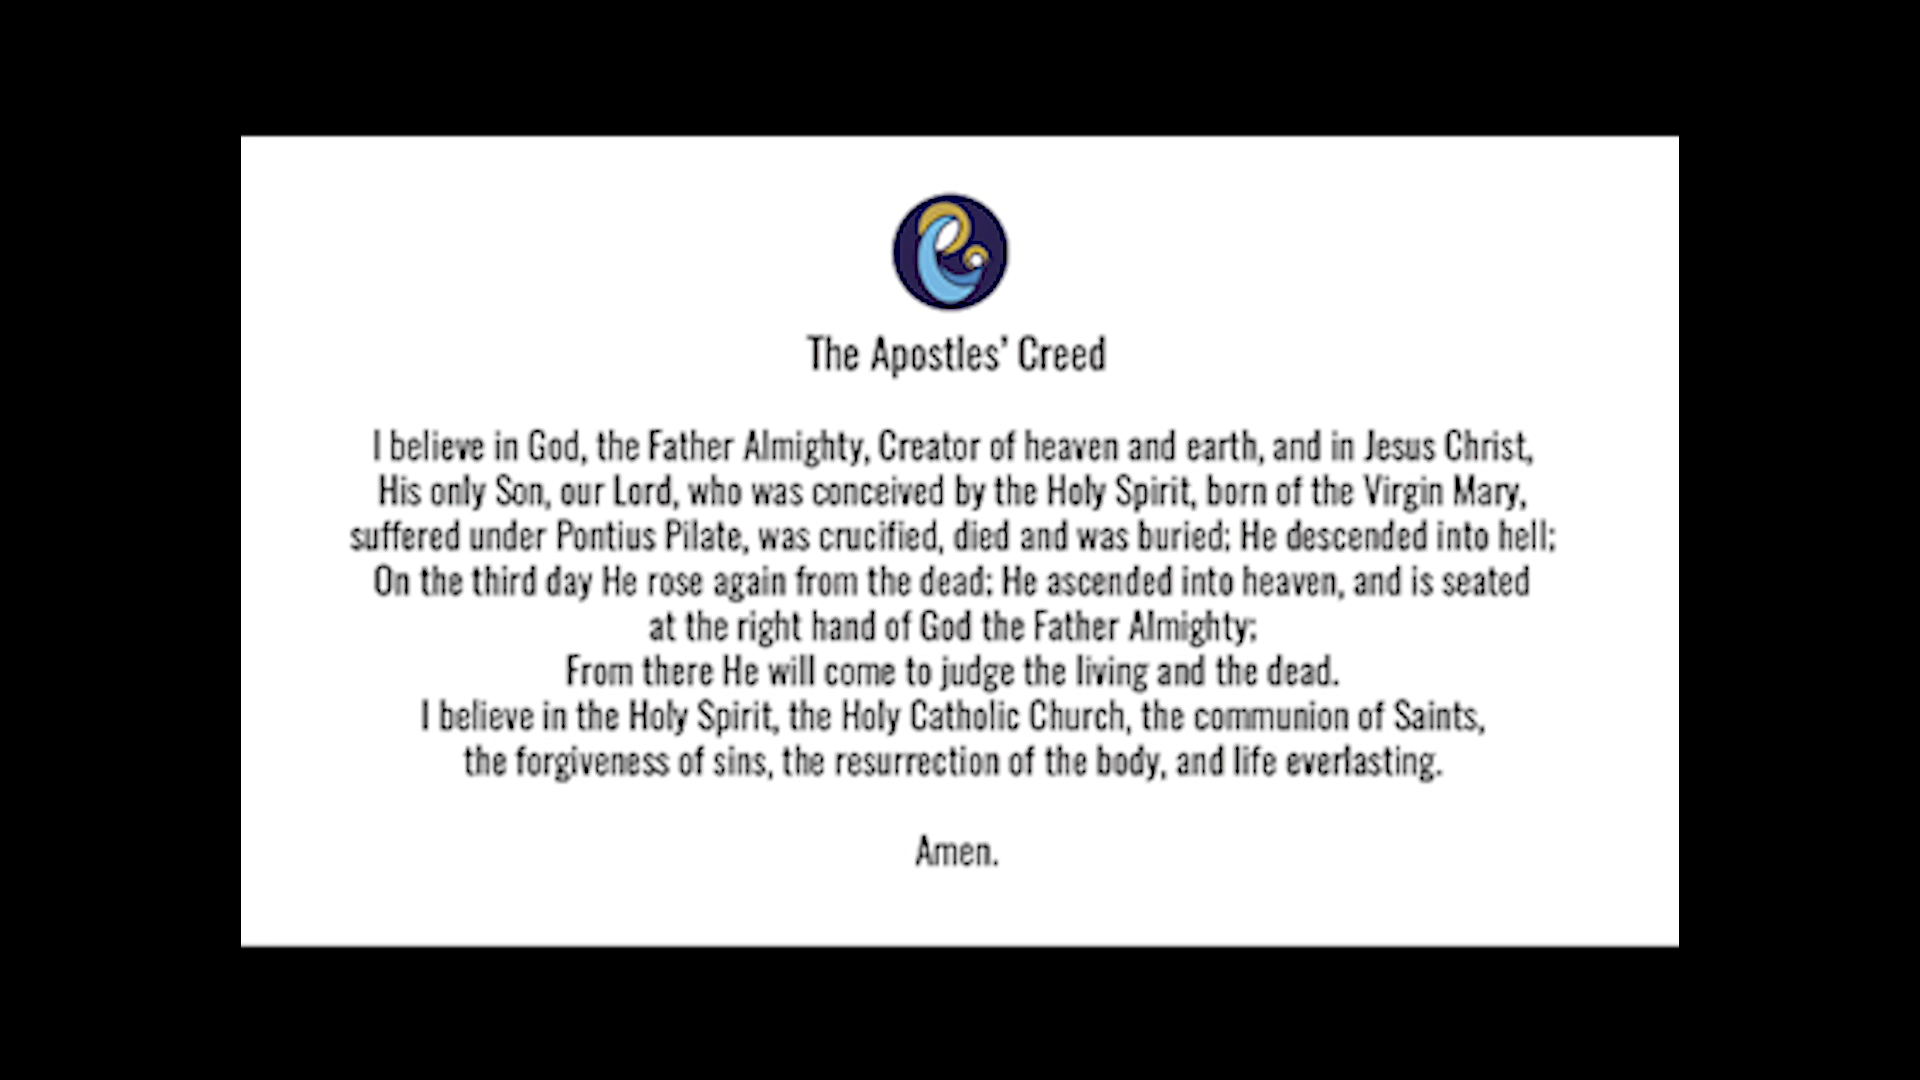 The Apostles’ Creed
I believe in God, the Father Almighty, Creator of heaven and earth, and in Jesus Christ,
His only Son, our Lord, who was conceived by the Holy Spirit, born of the Virgin Mary,
suffered under Pontius Pilate, was crucified, died and was buried; He descended into hell;
On the third day He rose again from the dead; He ascended into heaven, and is seated
at the right hand of God the Father Almighty;
From there He will come to judge the living and the dead.
I believe in the Holy Spirit, the Holy Catholic Church, the communion of Saints,
the forgiveness of sins, the resurrection of the body, and life everlasting.
Amen.